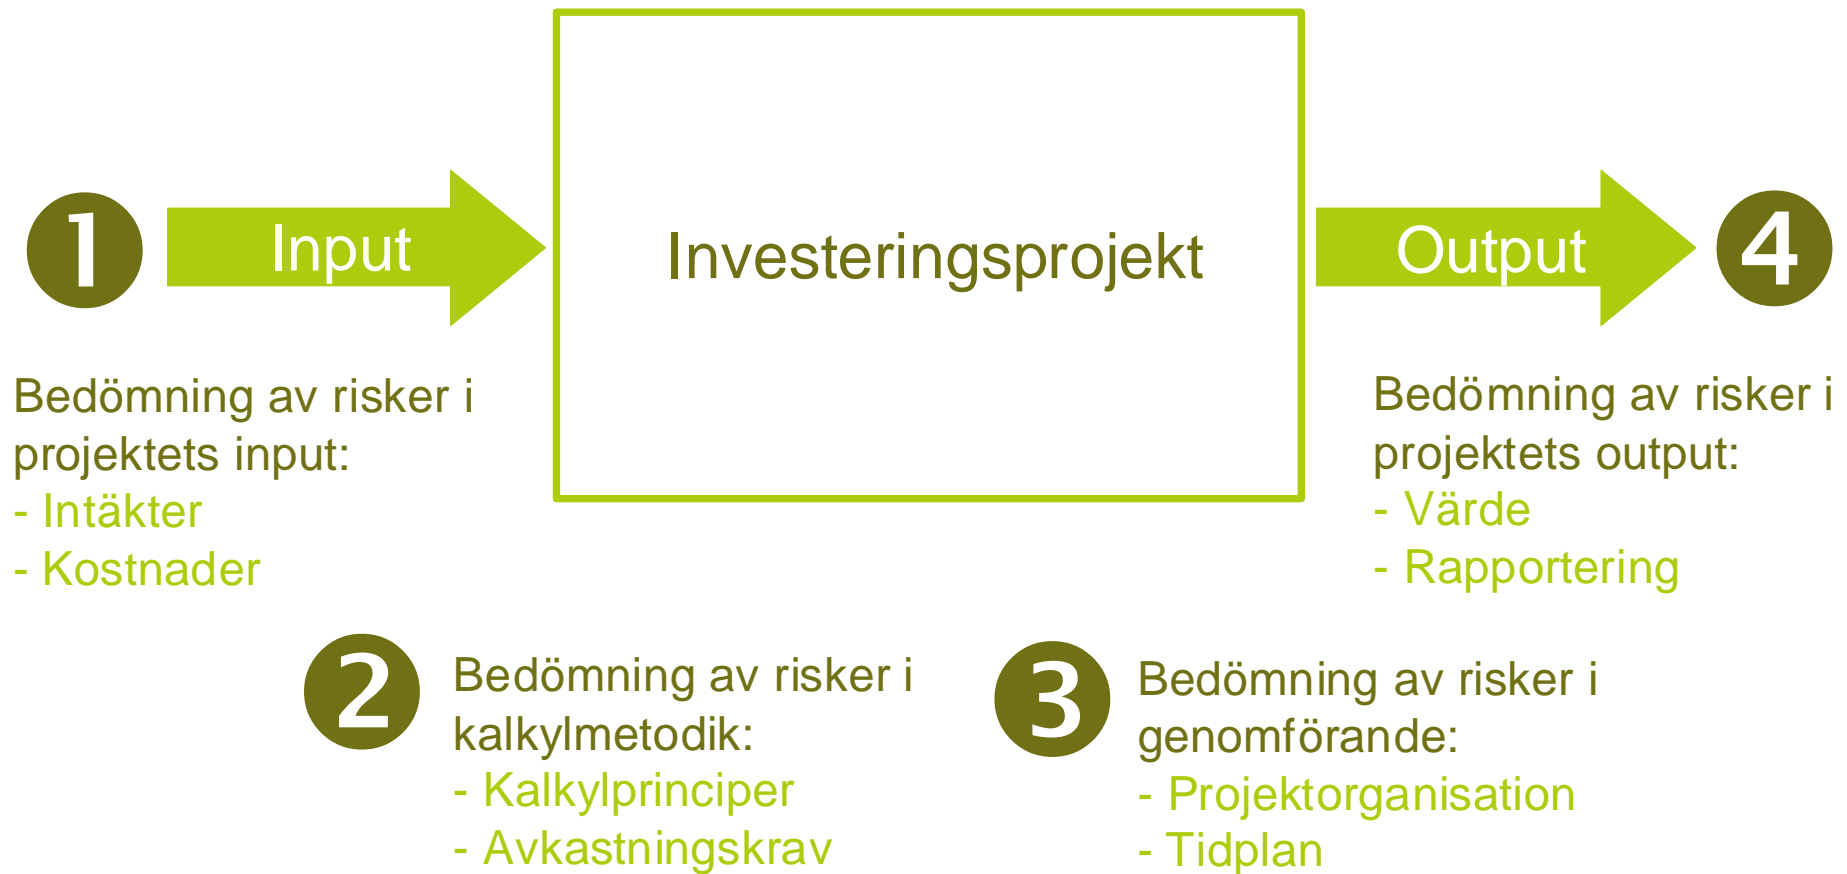 1
Input
Investeringsprojekt
Output
4
Bedömning av risker i
projektets input:
- Intäkter
- Kostnader
Bedömning av risker i
projektets output:
- Värde
- Rapportering
2
Bedömning av risker i
kalkylmetodik:
- Kalkylprinciper
- Avkastningskrav
3
Bedömning av risker i
genomförande:
- Projektorganisation
- Tidplan